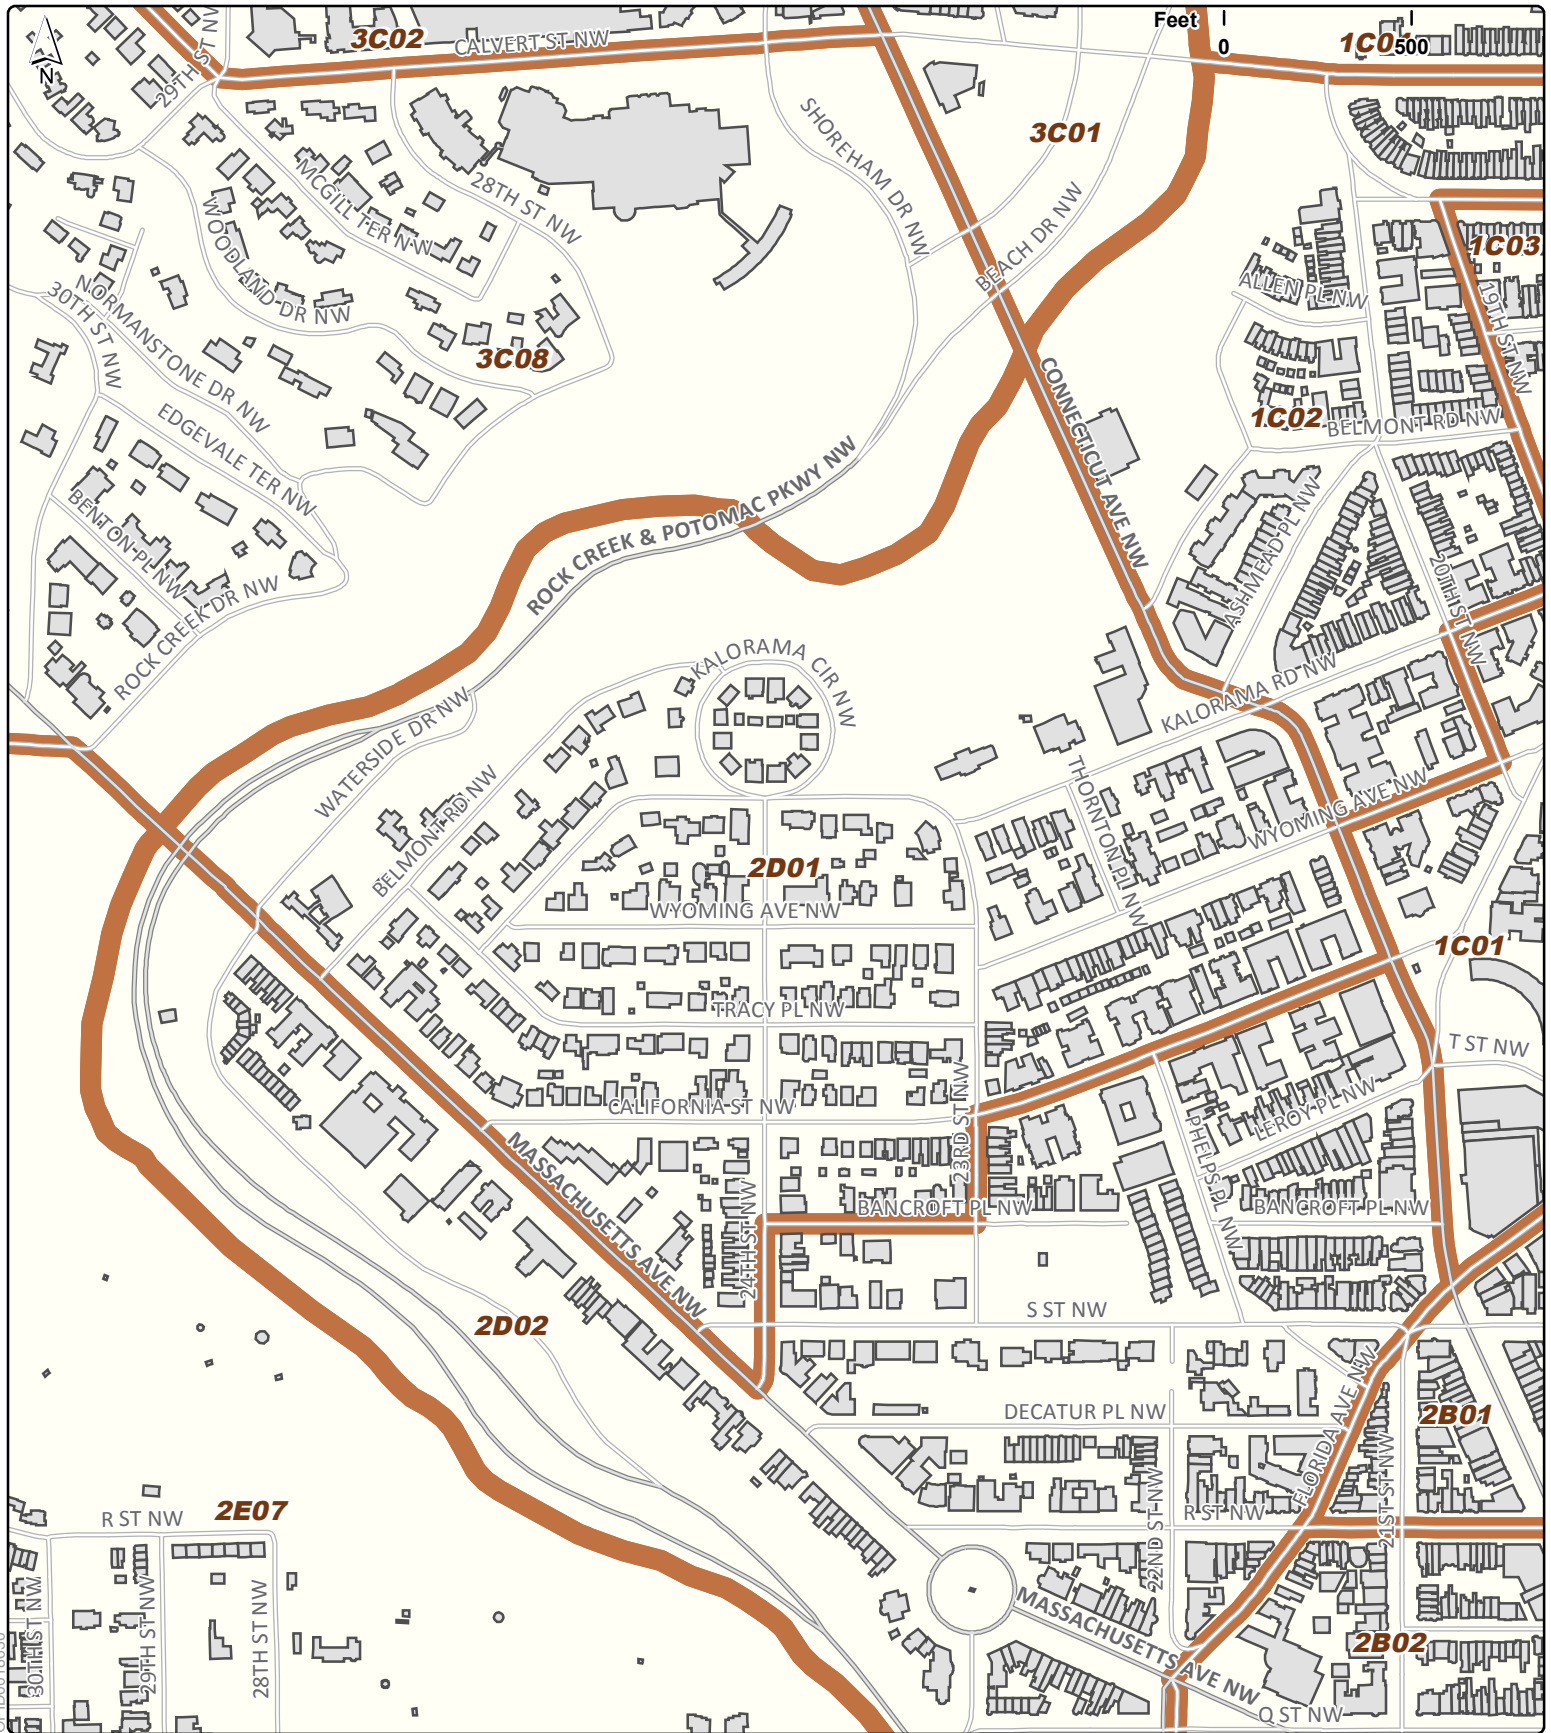 Feet
0
500
N
3C02
CALVERT ST NW
29TH ST NW
1C01
SHOREHAM DR NW
3C01
MCGILL TER NW
28TH ST NW
WOODLAND DR NW
BEACH DR NW
1C03
ALLEN PL NW
19TH ST NW
NORMANSTONE DR NW
30TH ST NW
3C08
CONNECTICUT AVE NW
EDGEVALE TER NW
1C02
BELMONT RD NW
ROCK CREEK & POTOMAC PKWY NW
BENTON PL NW
ASHMEAD PL NW
20TH ST NW
ROCK CREEK DR NW
KALORAMA CIR NW
KALORAMA RD NW
WATERSIDE DR NW
BELMONT RD NW
THORNTON PL NW
WYOMING AVE NW
2D01
WYOMING AVE NW
1C01
TRACY PL NW
T ST NW
CALIFORNIA ST NW
23RD ST NW
LEROY PL NW
PHELPS PL NW
MASSACHUSETTS AVE NW
24TH ST NW
BANCROFT PL NW
BANCROFT PL NW
S ST NW
2D02
FLORIDA AVE NW
DECATUR PL NW
2B01
21ST ST NW
2E07
R ST NW
R ST NW
22ND ST NW
30TH ST NW
29TH ST NW
28TH ST NW
MASSACHUSETTS AVE NW
2B02
Q ST NW